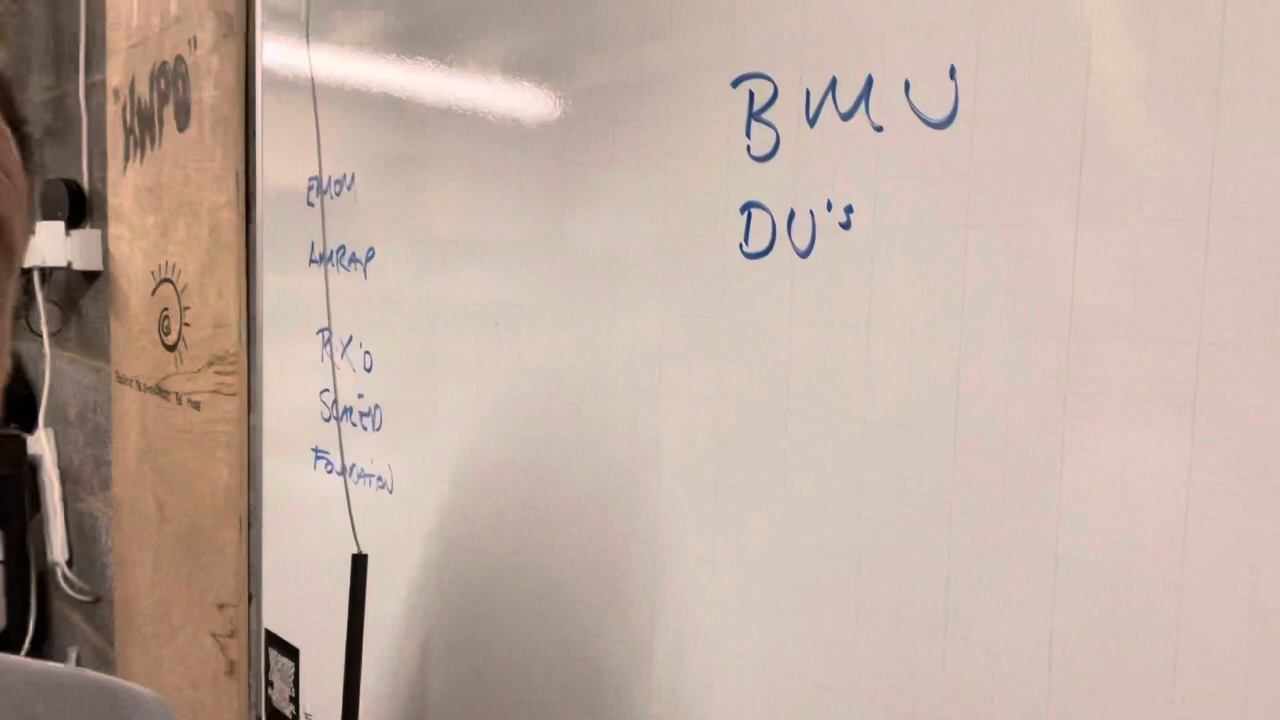 "HWPO"
EMOM
AMRAP
RX'D
SCALED
FOUNDATION
BMU
DU's